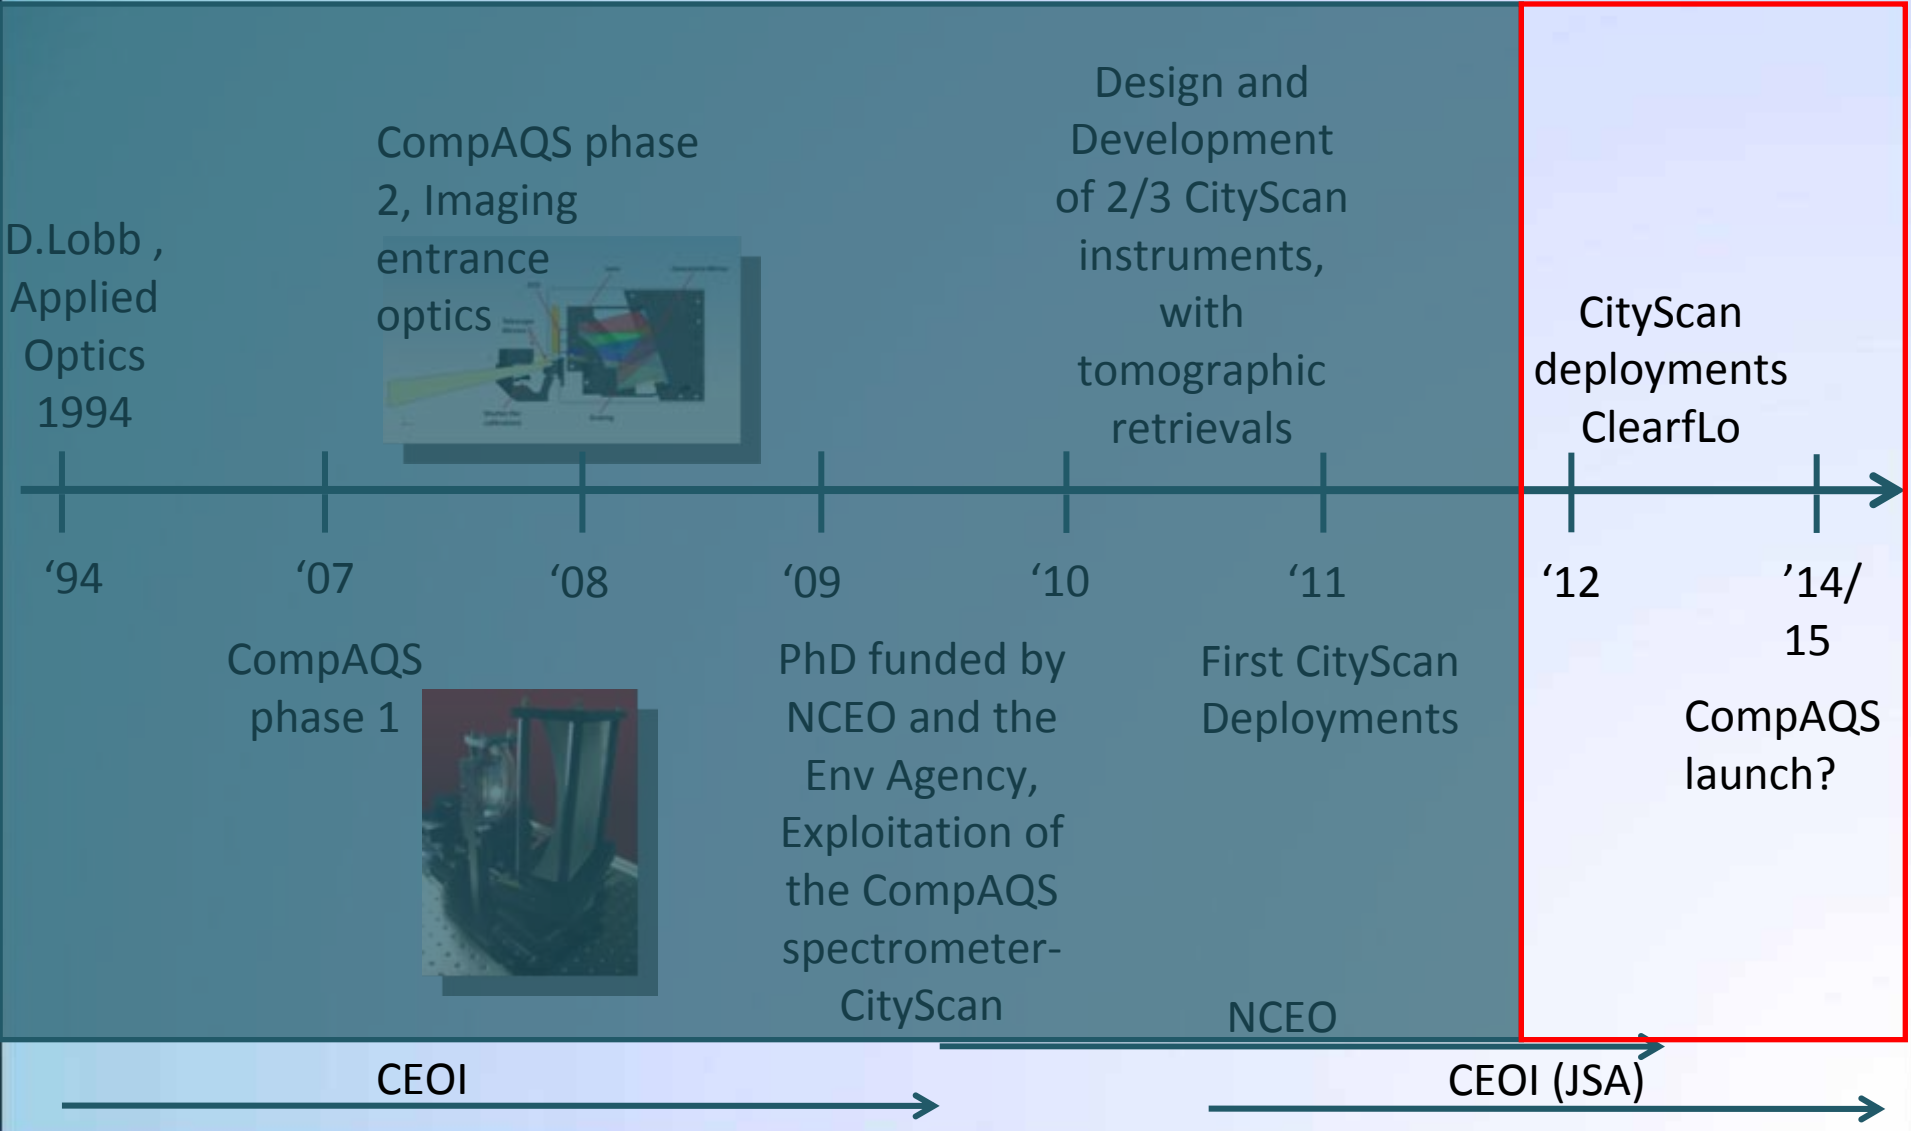 D.Lobb ,
Applied
Optics
1994
CompAQS phase
2, Imaging
entrance
optics
Design and
Development
of 2/3 CityScan
instruments,
with
tomographic
retrievals
CityScan
deployments
ClearfLo
‘94
‘07
‘08
‘09
‘10
‘11
‘12
’14/
15
CompAQS
phase 1
PhD funded by
NCEO and the
Env Agency,
Exploitation of
the CompAQS
spectrometer-
CityScan
First CityScan
Deployments
CompAQS
launch?
NCEO
CEOI
CEOI (JSA)